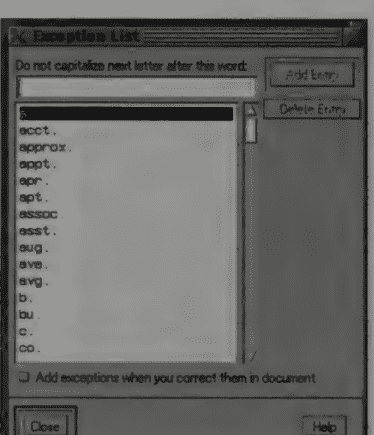 Exception List
Do not capitalize next letter after this word:
Add Entry
Delete Entry
acct.
approx.
appt.
apr.
apt.
assoc.
asst.
aug.
ave.
avg.
b.
bu.
c.
co.
Add exceptions when you correct them in document
Close
Help